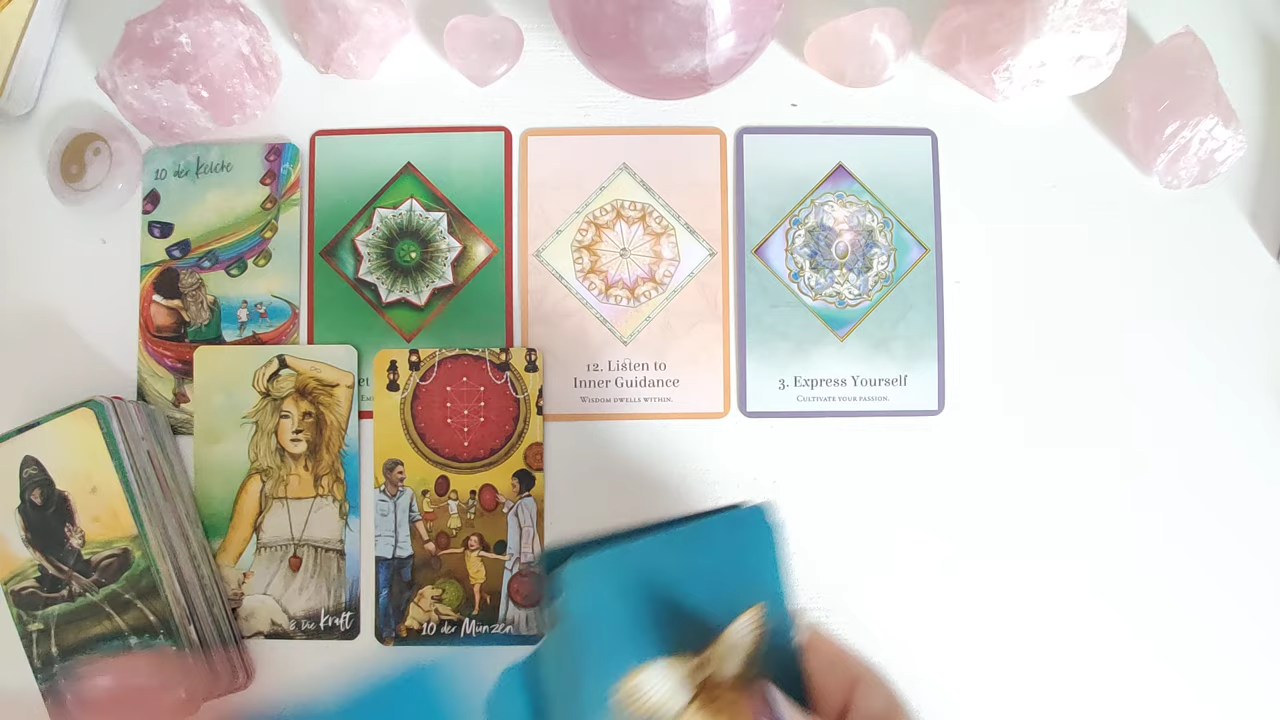 10 der Kelche
12. Listen to
Inner Guidance
Wisdom dwells within.
3. Express Yourself
Cultivate your passion.
8 Die Kraft
10 der Münzen